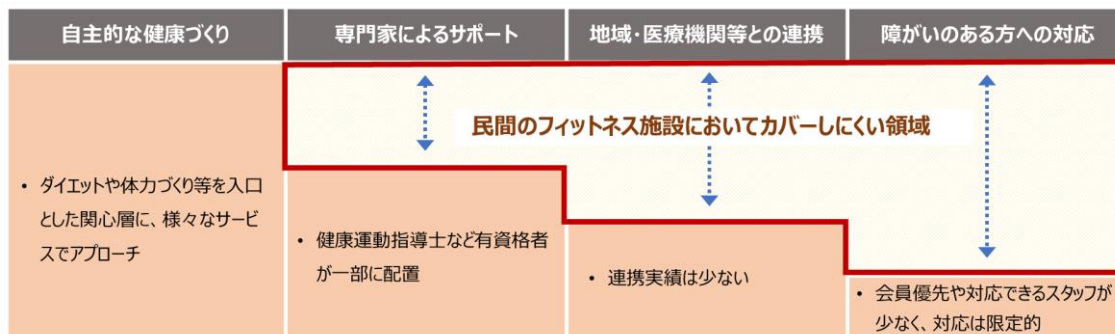 自主的な健康づくり
専門家によるサポート
地域・医療機関等との連携
障がいのある方への対応
民間のフィットネス施設においてカバーしにくい領域
• ダイエットや体力づくり等を入口
とした関心層に、様々なサービ
スでアプローチ
• 健康運動指導士など有資格者
が一部に配置
• 連携実績は少ない
• 会員優先や対応できるスタッフが
少なく、対応は限定的